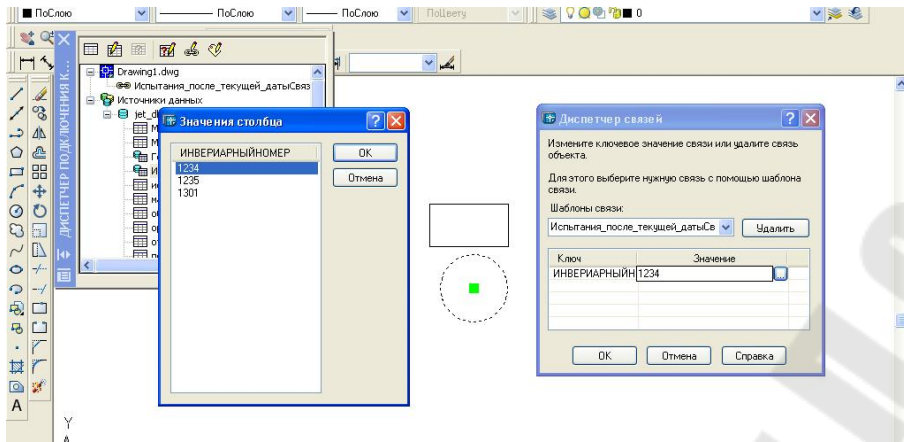 ПоСлою ПоСлою ПоСлою ПоЦвету 0
Drawing1.dwg
Испытания_после_текущей_датыСвяз
Источники данных
ДИСПЕТЧЕР ПОДКЛЮЧЕНИЯ К...
Значения столбца
ИНВЕРИАРНЫЙНОМЕР
1234
1235
1301
OK
Отмена
Диспетчер связей
Измените ключевое значение связи или удалите связь
объекта.
Для этого выберите нужную связь с помощью шаблона
связи.
Шаблоны связи:
Испытания_после_текущей_датыСв Удалить
Ключ Значение
ИНВЕРИАРНЫЙН 1234 ...
OK Отмена Справка
A
Y